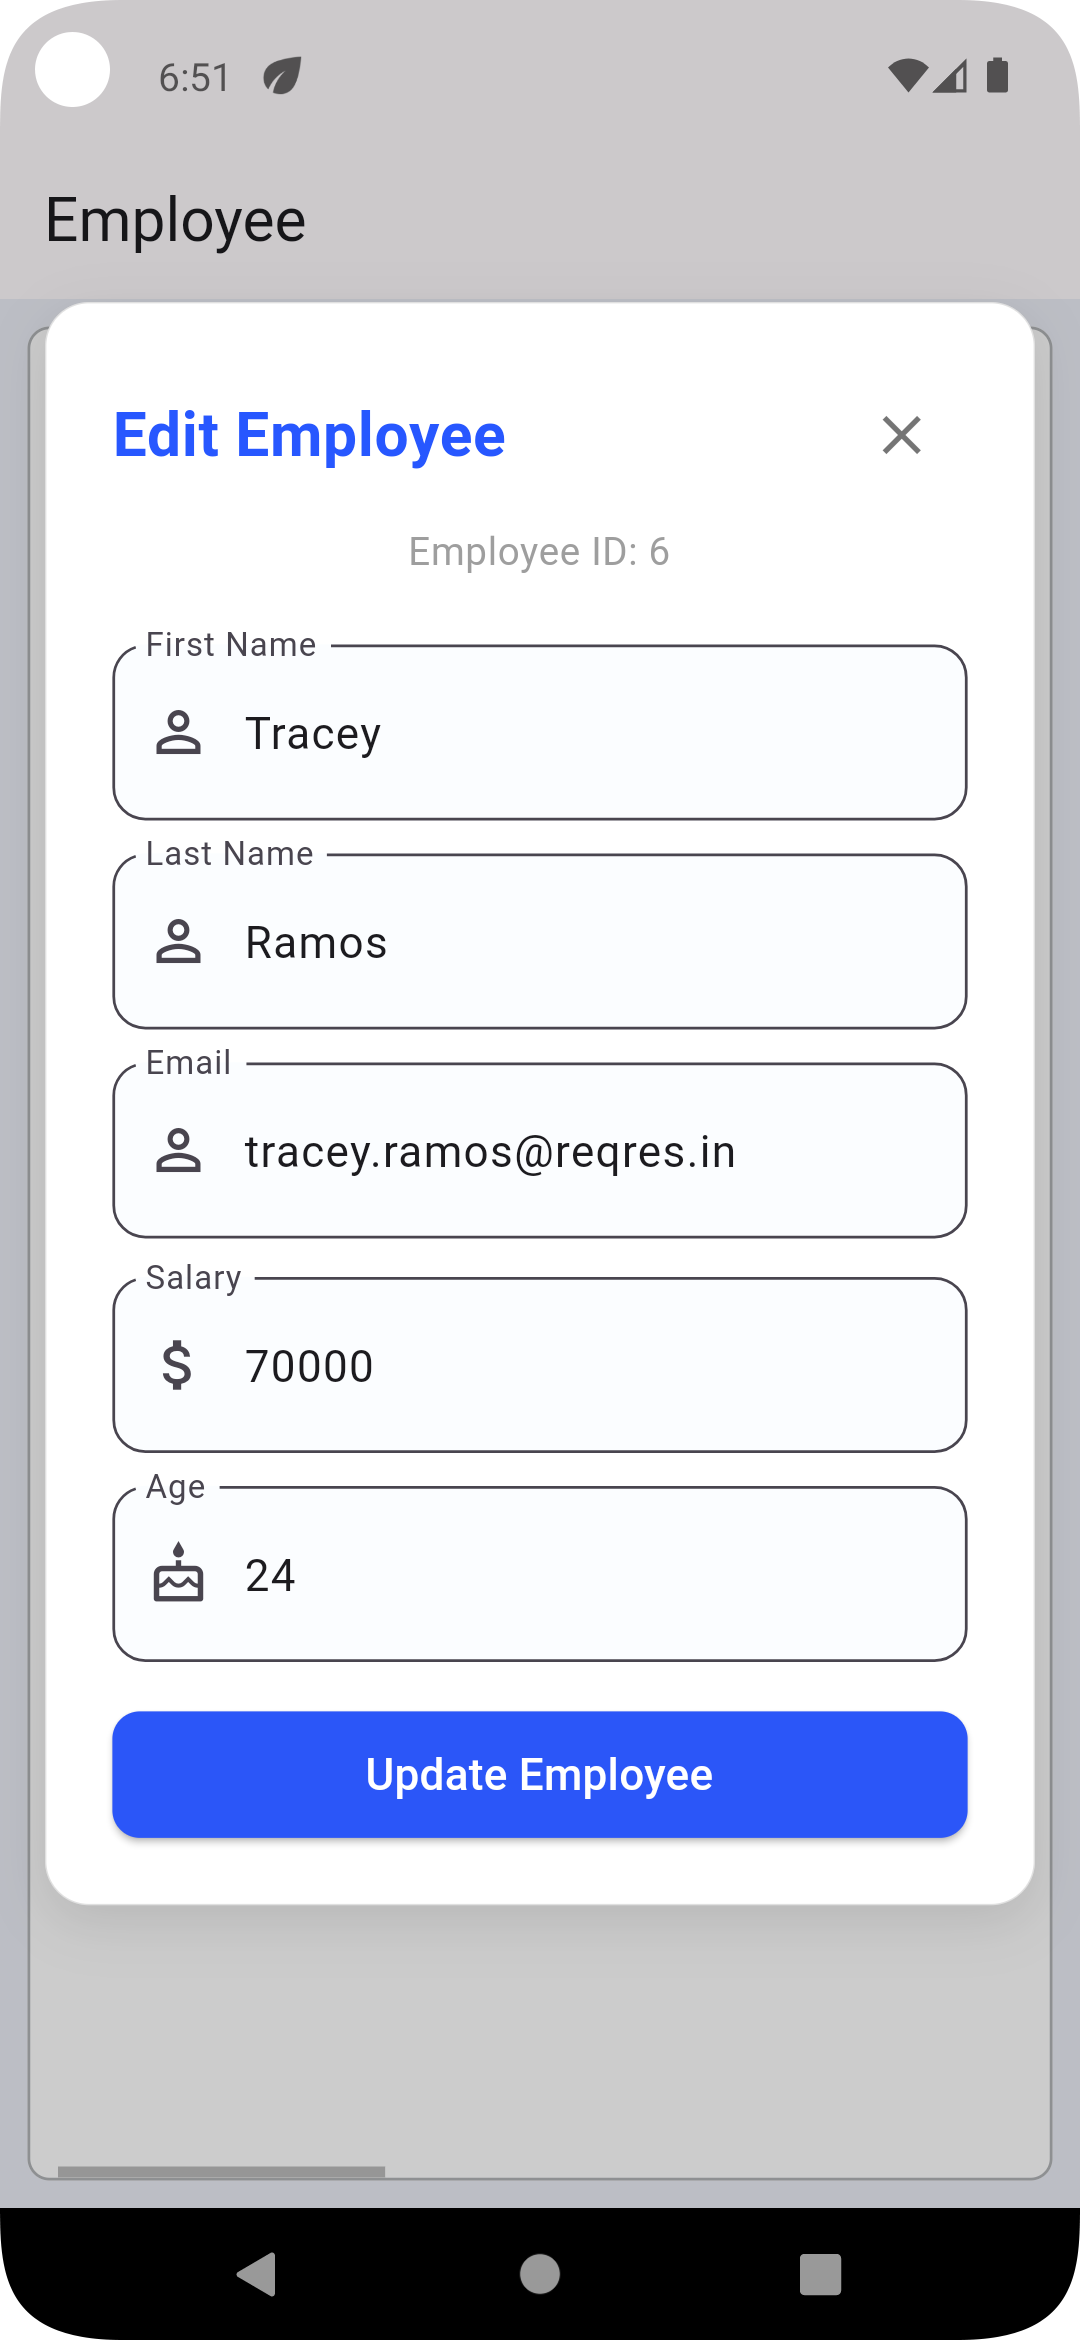 6:51
Employee
Edit Employee
Employee ID: 6
First Name
Tracey
Last Name
Ramos
Email
tracey.ramos@reqres.in
Salary
70000
Age
24
Update Employee